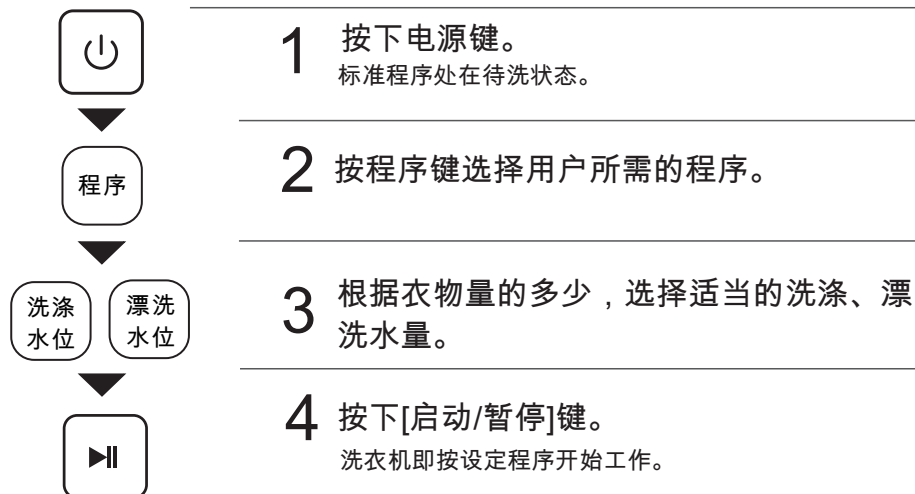 1 按下电源键。
标准程序处在待洗状态。
程序
2 按程序键选择用户所需的程序。
洗涤
水位
漂洗
水位
3 根据衣物量的多少，选择适当的洗涤、漂
洗水量。
4 按下[启动/暂停]键。
洗衣机即按设定程序开始工作。